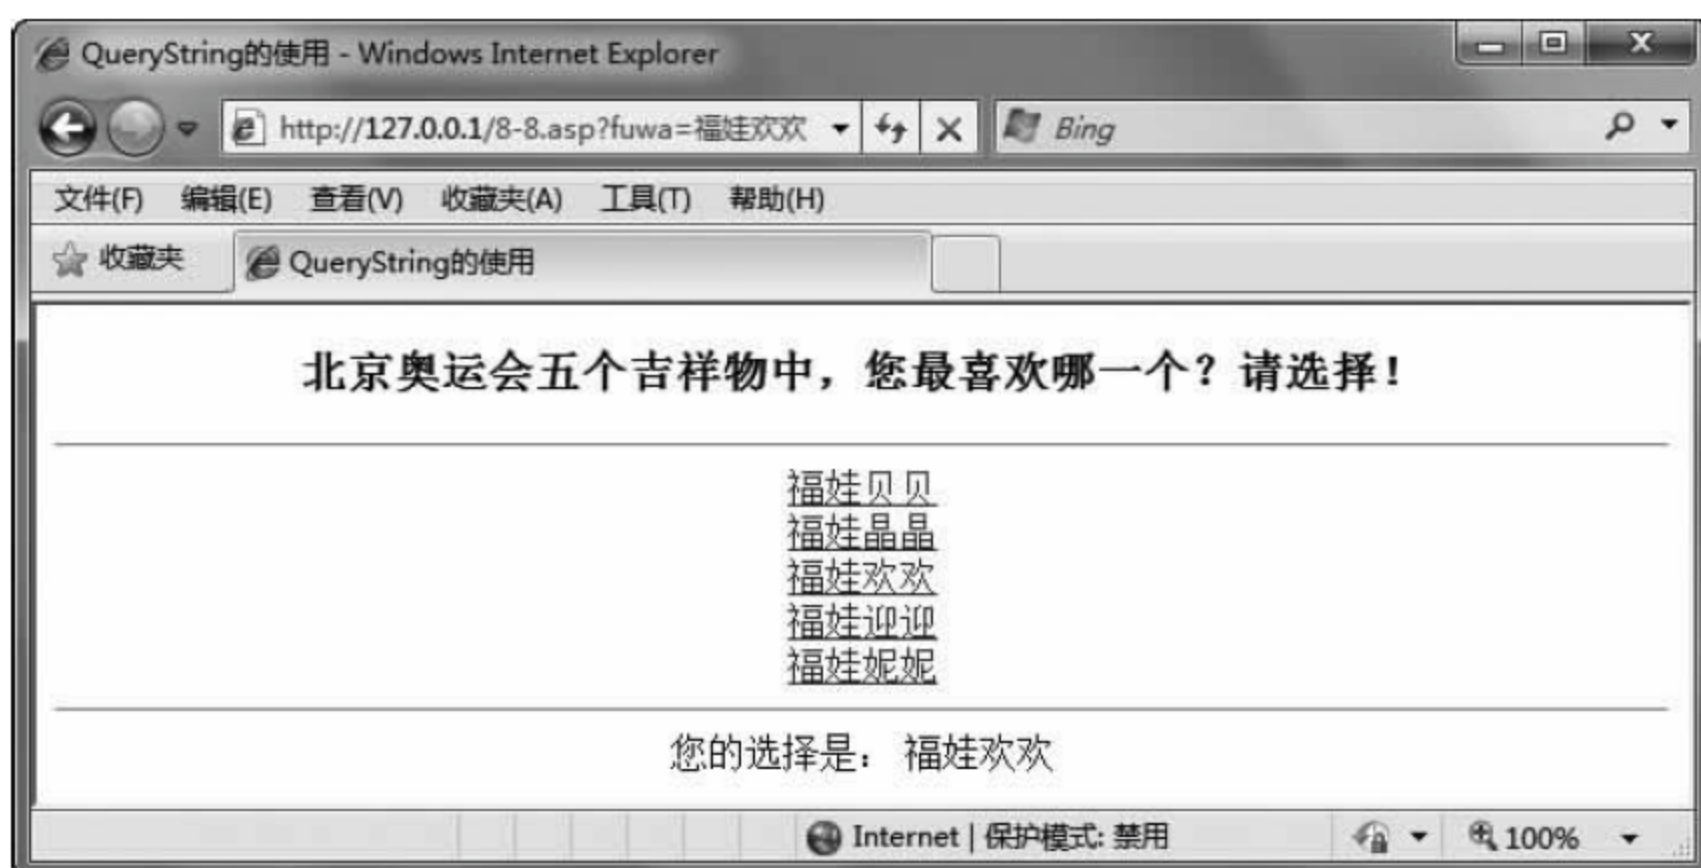 QueryString的使用 - Windows Internet Explorer
http://127.0.0.1/8-8.asp?fuwa=福娃欢欢 Bing
文件(F) 编辑(E) 查看(V) 收藏夹(A) 工具(T) 帮助(H)
收藏夹 QueryString的使用
北京奥运会五个吉祥物中，您最喜欢哪一个？请选择！
福娃贝贝
福娃晶晶
福娃欢欢
福娃迎迎
福娃妮妮
您的选择是：福娃欢欢
Internet | 保护模式: 禁用 100%